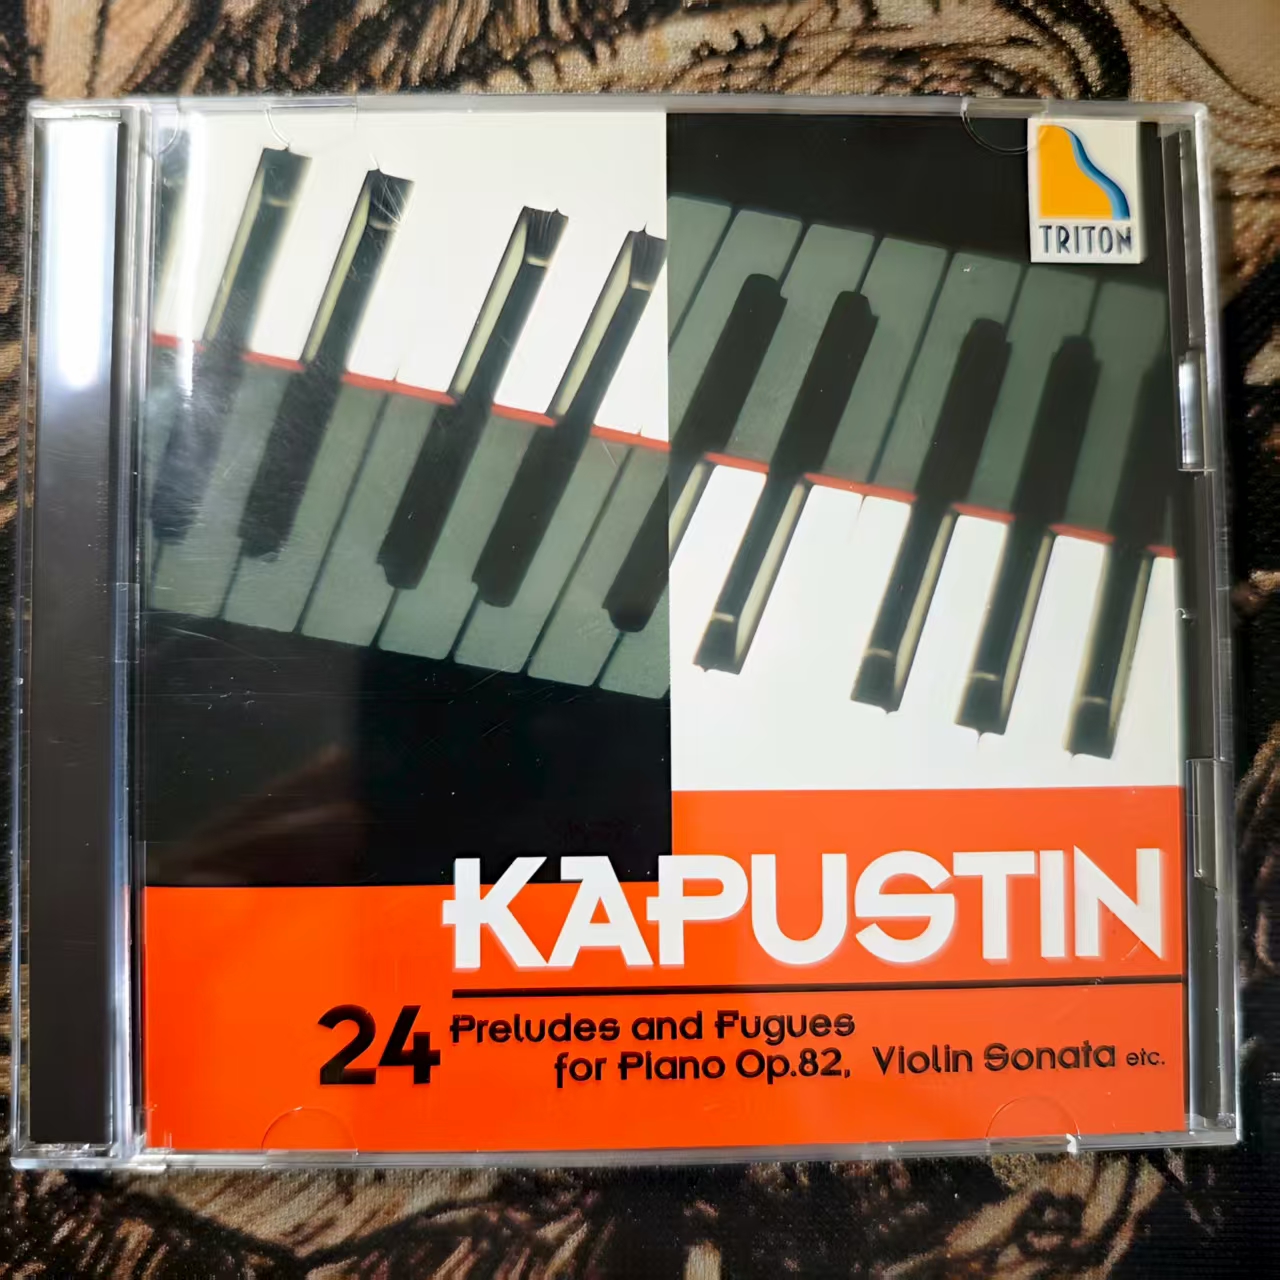 TRITON
KAPUSTIN
24 Preludes and Fugues
for Piano Op.82, Violin Sonata etc.